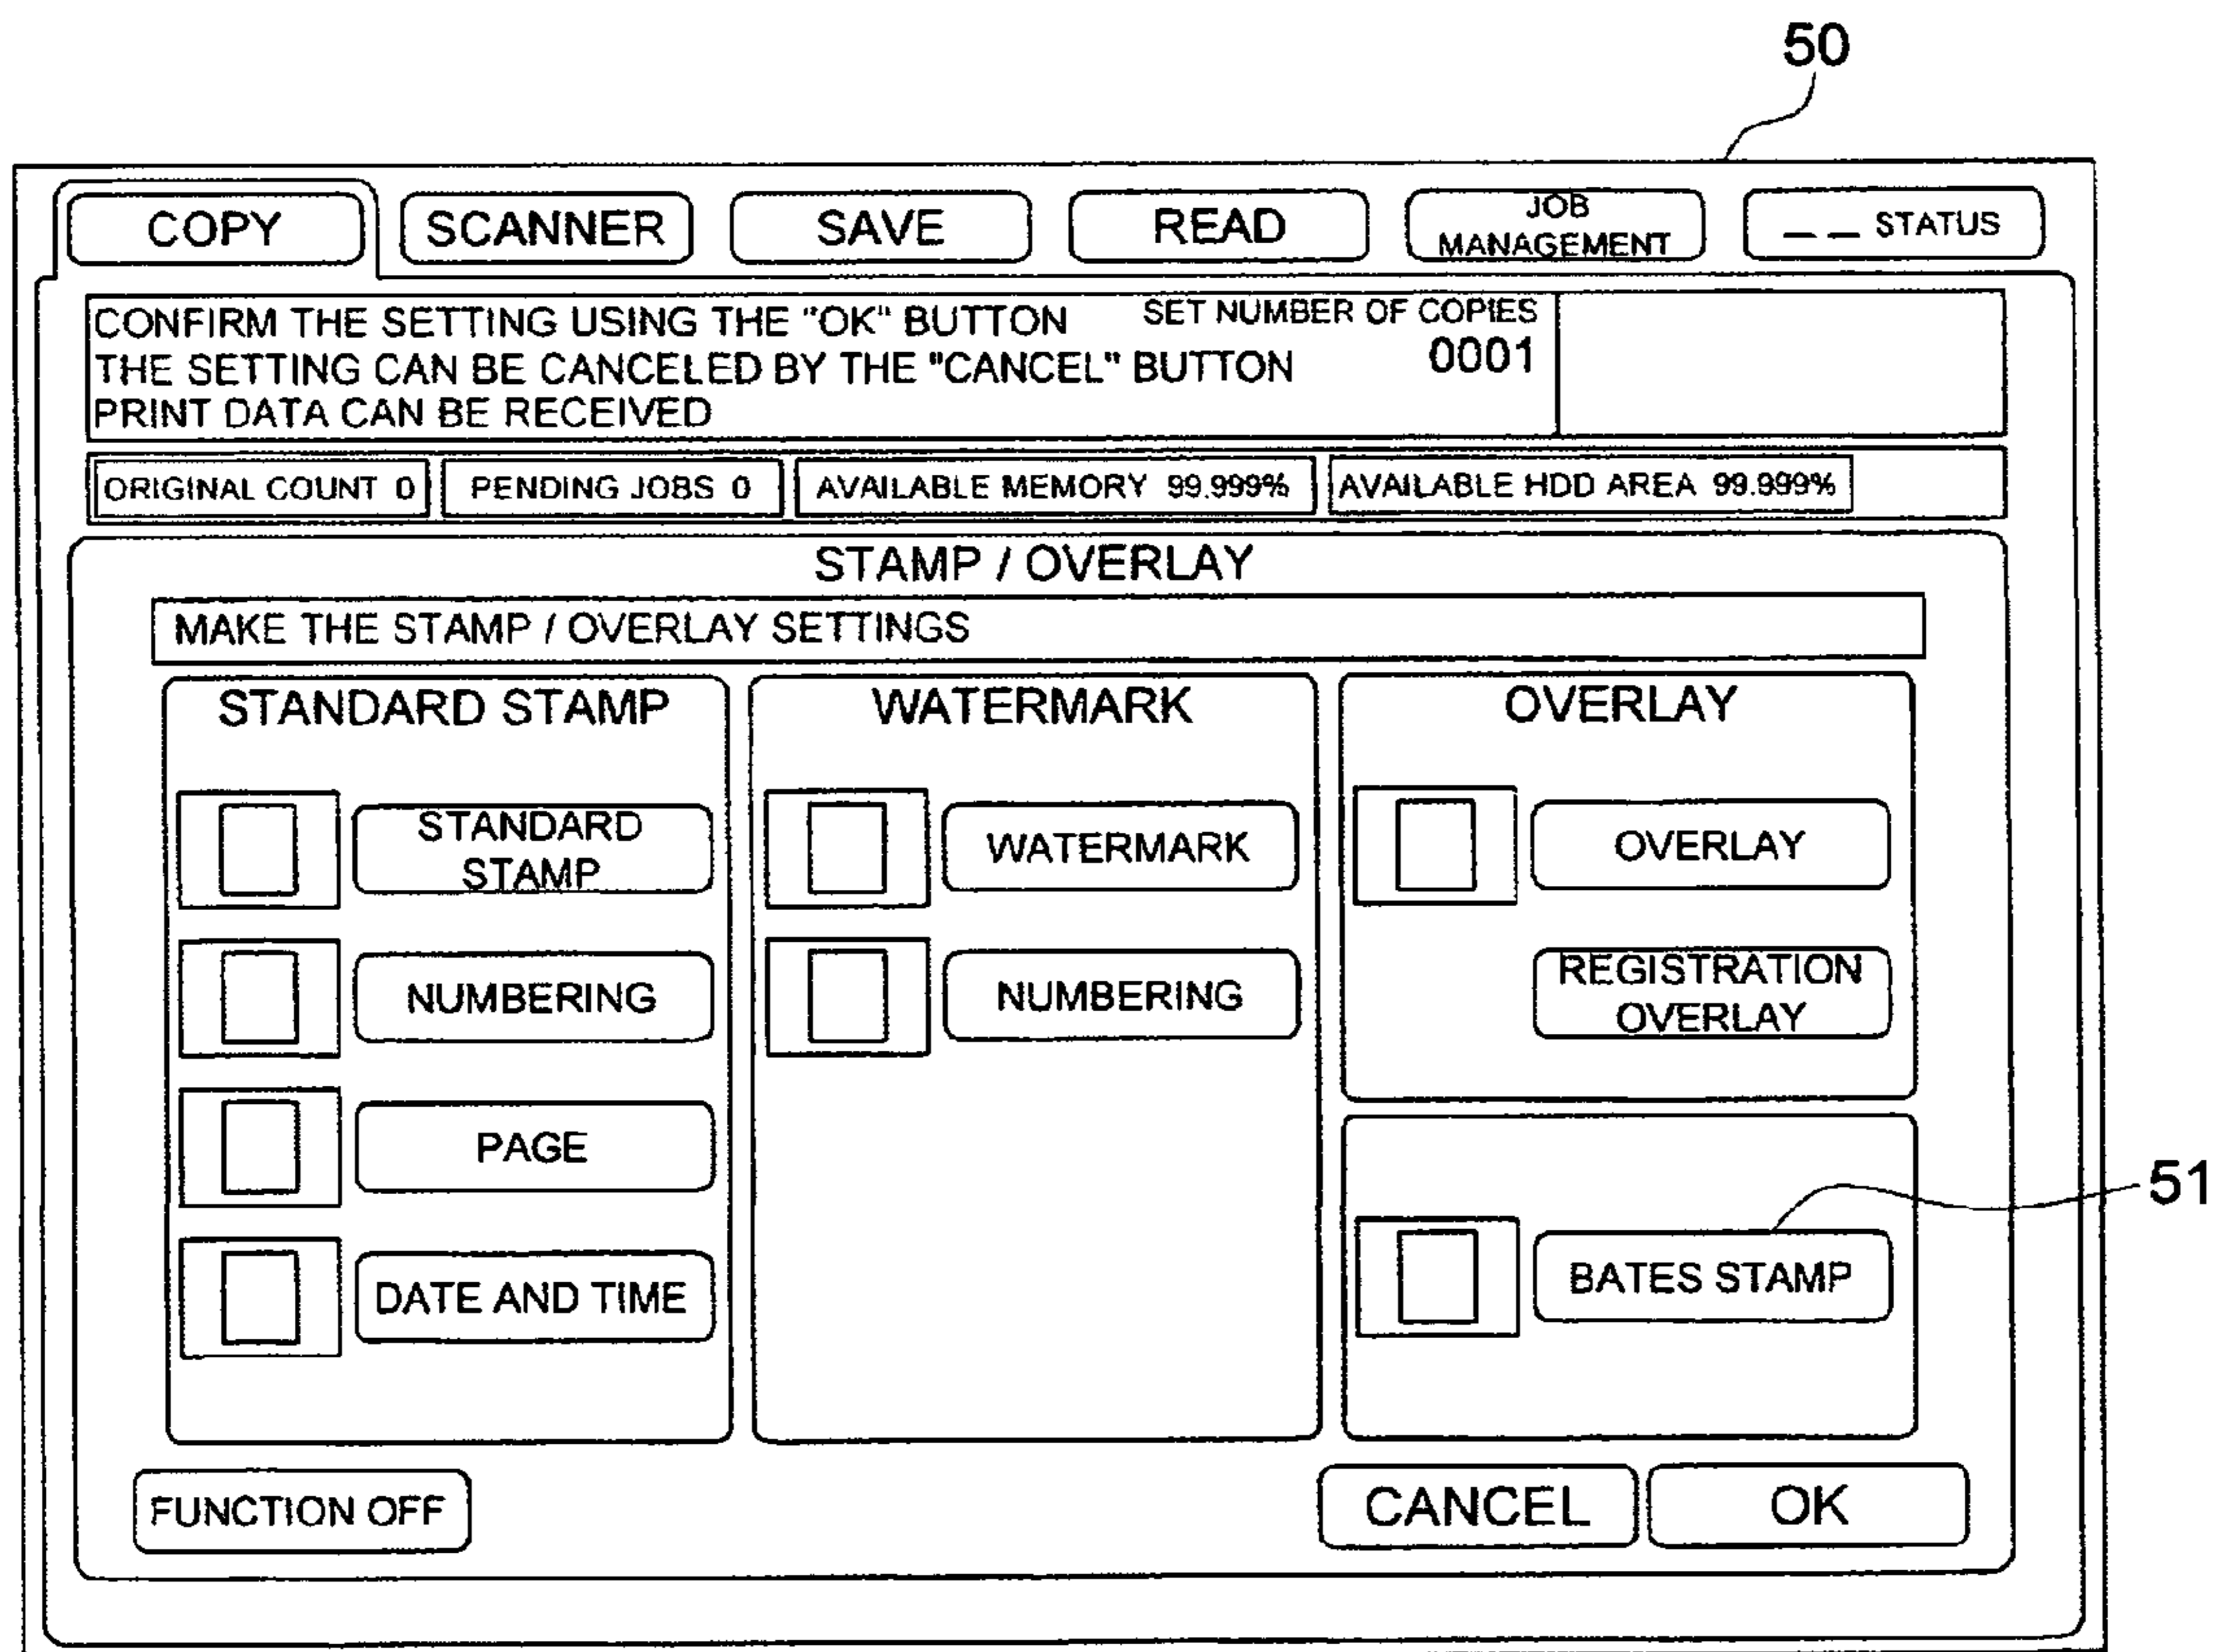 50
COPY
SCANNER
SAVE
READ
JOB
MANAGEMENT
_ _ STATUS
CONFIRM THE SETTING USING THE "OK" BUTTON
THE SETTING CAN BE CANCELED BY THE "CANCEL" BUTTON
PRINT DATA CAN BE RECEIVED
SET NUMBER OF COPIES
0001
ORIGINAL COUNT 0
PENDING JOBS 0
AVAILABLE MEMORY 99.999%
AVAILABLE HDD AREA 99.999%
STAMP / OVERLAY
MAKE THE STAMP / OVERLAY SETTINGS
STANDARD STAMP
STANDARD
STAMP
NUMBERING
PAGE
DATE AND TIME
WATERMARK
WATERMARK
NUMBERING
OVERLAY
OVERLAY
REGISTRATION
OVERLAY
BATES STAMP
51
FUNCTION OFF
CANCEL
OK